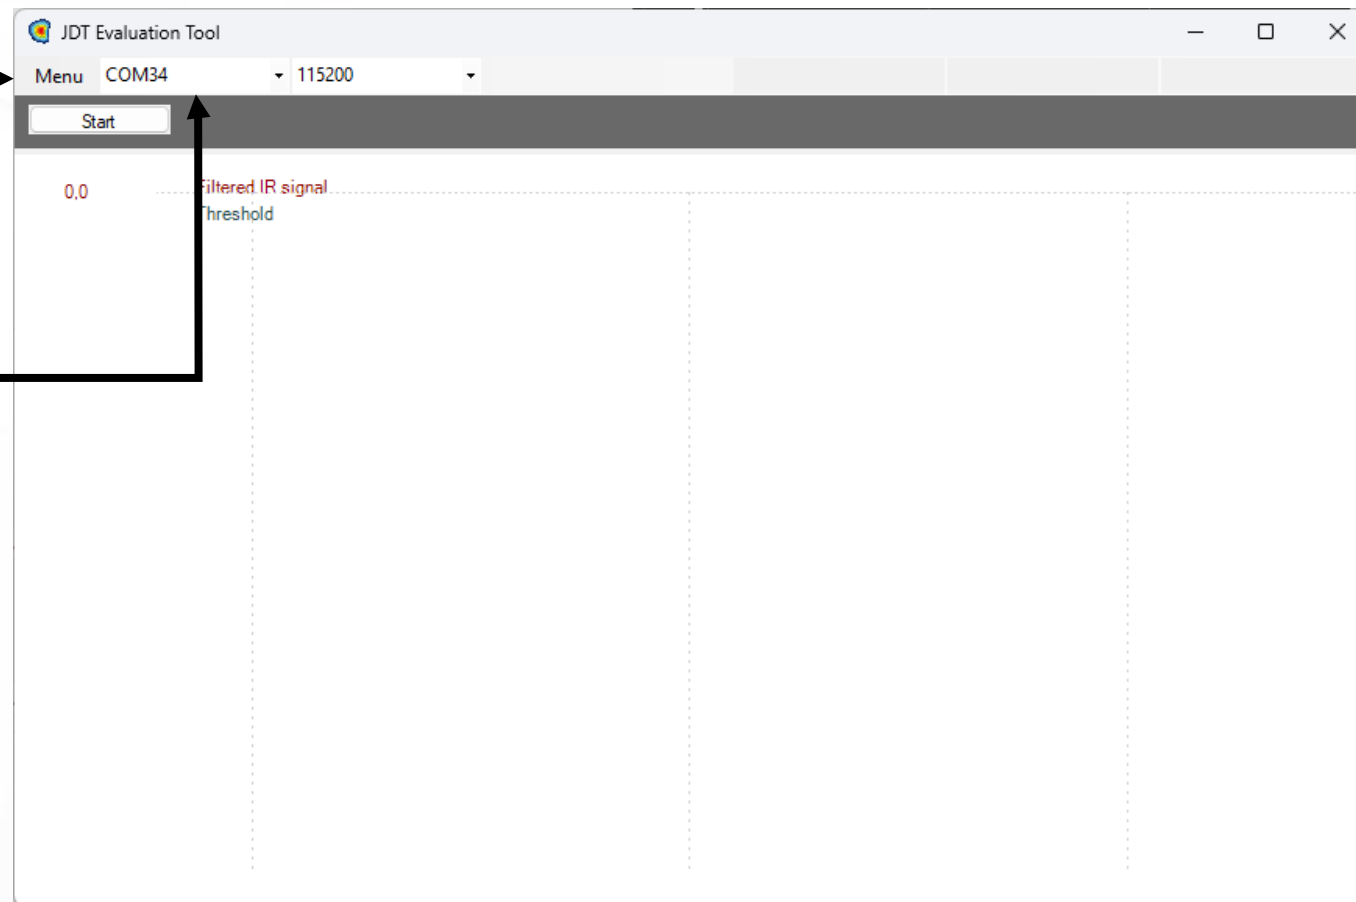 JDT Evaluation Tool
Menu COM34 115200
Start
0,0 Filtered IR signal
Threshold